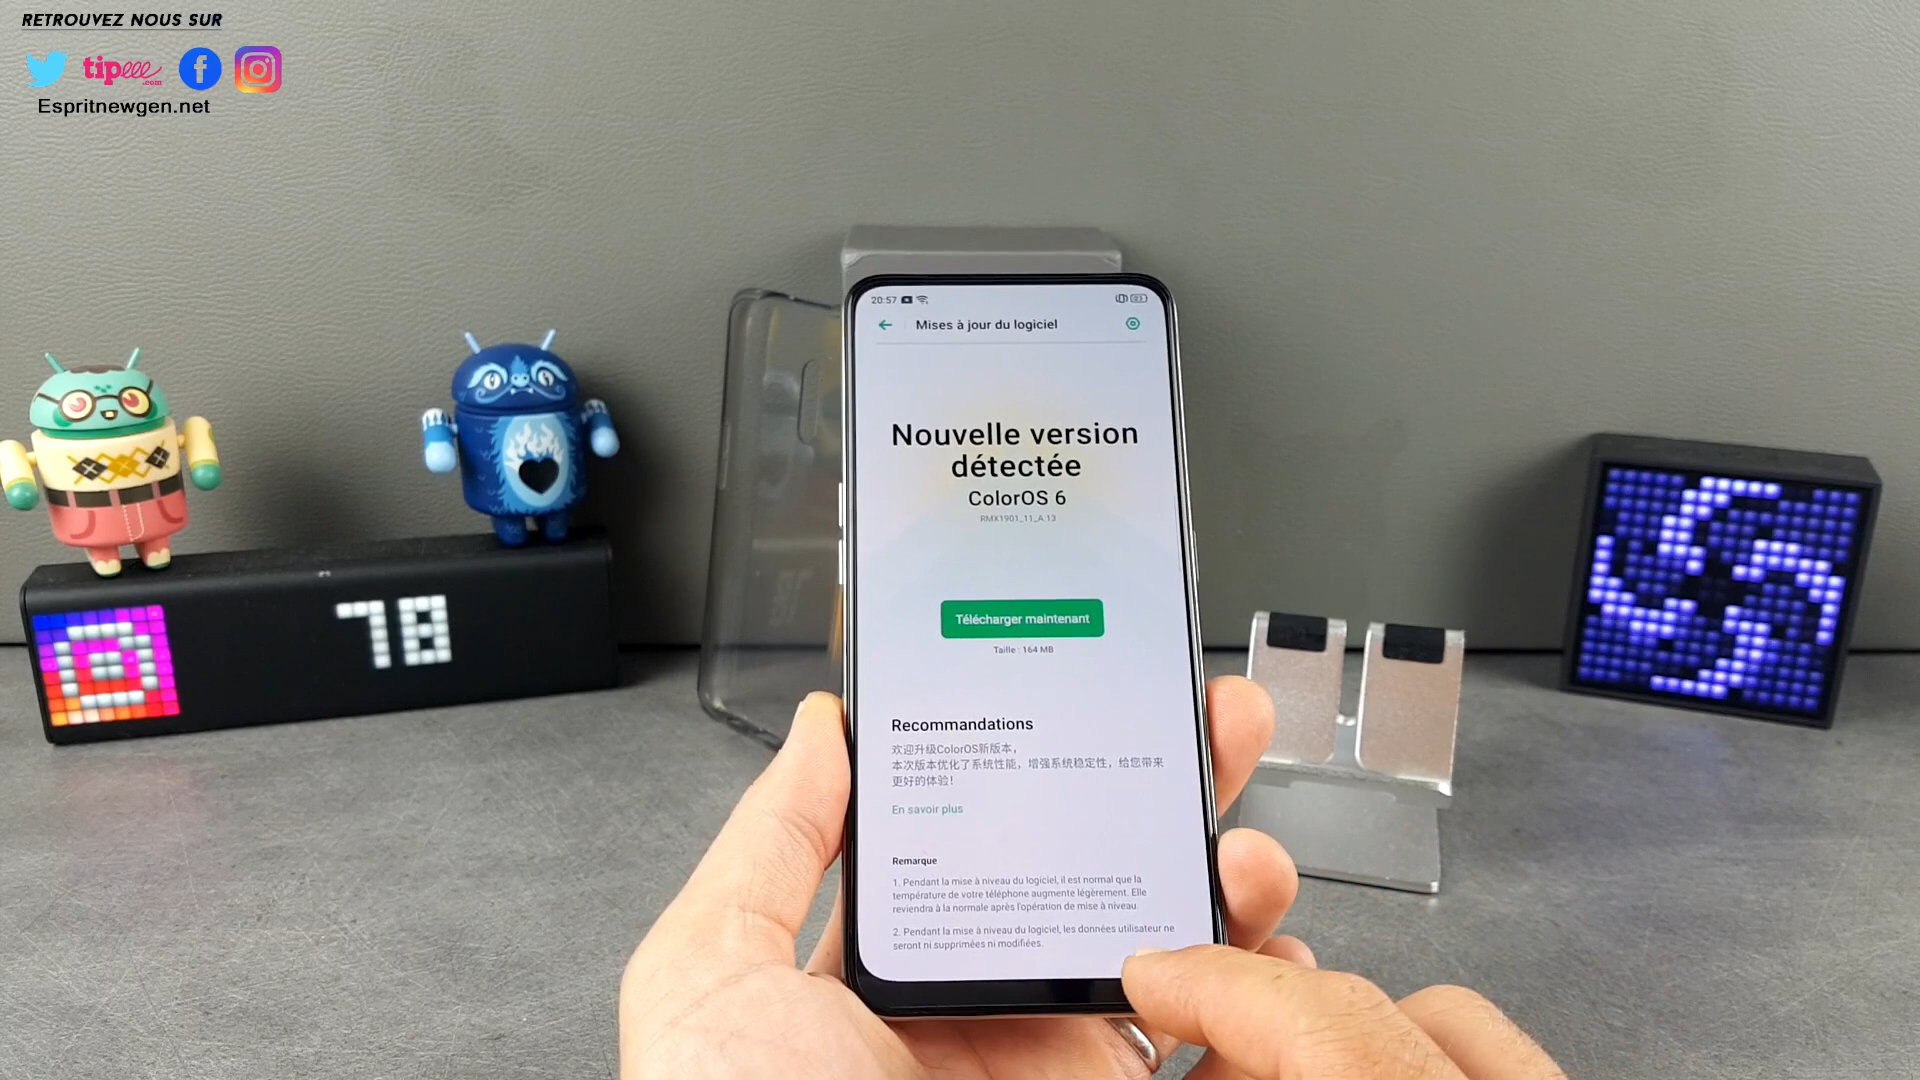 RETROUVEZ NOUS SUR
tipeee
.com
Espritnewgen.net
78
20:57
Mises à jour du logiciel
Nouvelle version
détectée
ColorOS 6
RMX1901_11_A.13
Télécharger maintenant
Taille : 164 MB
Recommandations
欢迎升级ColorOS新版本，
本次版本优化了系统性能，增强系统稳定性，给您带来
更好的体验！
En savoir plus
Remarque
1. Pendant la mise à niveau du logiciel, il est normal que la
température de votre téléphone augmente légèrement. Elle
reviendra à la normale après l'opération de mise à niveau.
2. Pendant la mise à niveau du logiciel, les données utilisateur ne
seront ni supprimées ni modifiées.